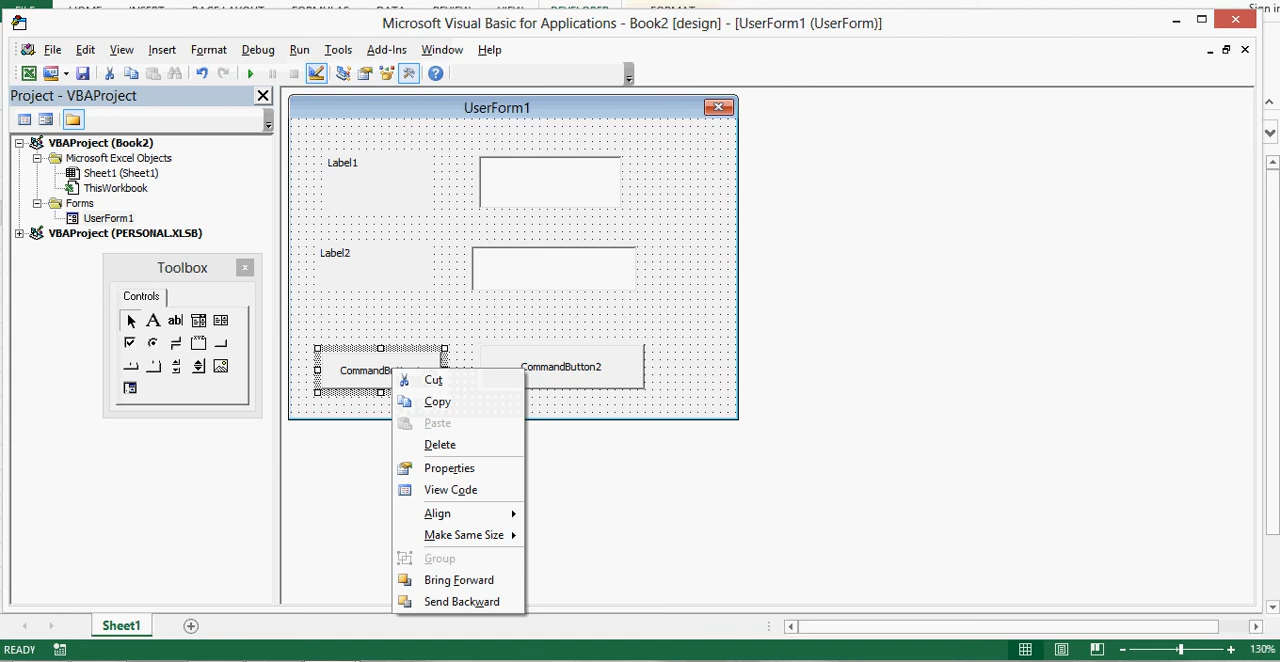 Sign in
Microsoft Visual Basic for Applications - Book2 [design] - [UserForm1 (UserForm)]
File Edit View Insert Format Debug Run Tools Add-Ins Window Help
Project - VBAProject
VBAProject (Book2)
Microsoft Excel Objects
Sheet1 (Sheet1)
ThisWorkbook
Forms
UserForm1
VBAProject (PERSONAL.XLSB)
Toolbox
Controls
A ab|
UserForm1
Label1
Label2
CommandButton2
Cut
Copy
Paste
Delete
Properties
View Code
Align
Make Same Size
Group
Bring Forward
Send Backward
Sheet1
READY 130%